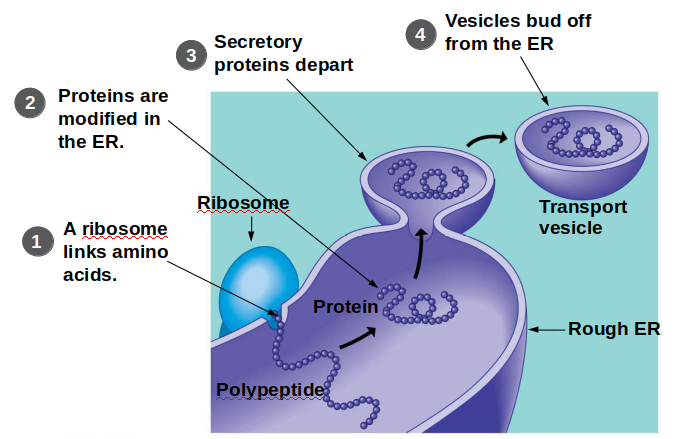 4
Vesicles bud off
from the ER
3
Secretory
proteins depart
2
Proteins are
modified in
the ER.
Ribosome
Transport
vesicle
1
A ribosome
links amino
acids.
Protein
Rough ER
Polypeptide